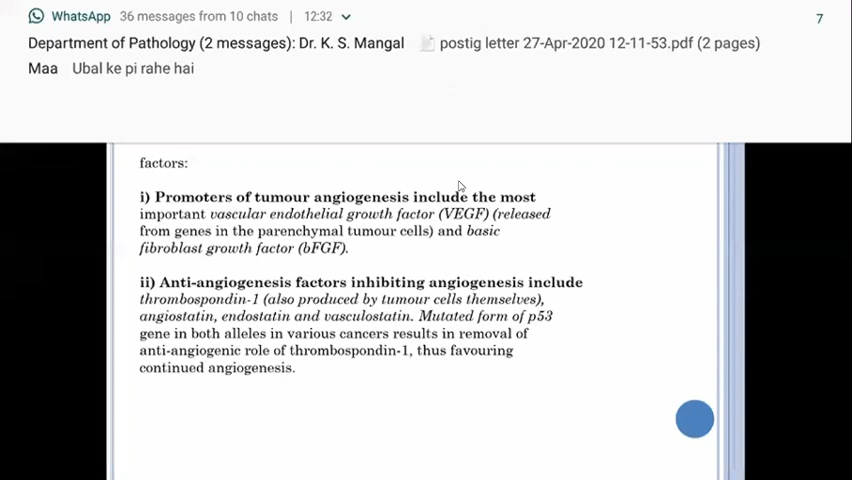 WhatsApp 36 messages from 10 chats | 12:32
7
Department of Pathology (2 messages): Dr. K. S. Mangal postig letter 27-Apr-2020 12-11-53.pdf (2 pages)
Maa Ubal ke pi rahe hai
factors:
i) Promoters of tumour angiogenesis include the most
important vascular endothelial growth factor (VEGF) (released
from genes in the parenchymal tumour cells) and basic
fibroblast growth factor (bFGF).
ii) Anti-angiogenesis factors inhibiting angiogenesis include
thrombospondin-1 (also produced by tumour cells themselves),
angiostatin, endostatin and vasculostatin. Mutated form of p53
gene in both alleles in various cancers results in removal of
anti-angiogenic role of thrombospondin-1, thus favouring
continued angiogenesis.